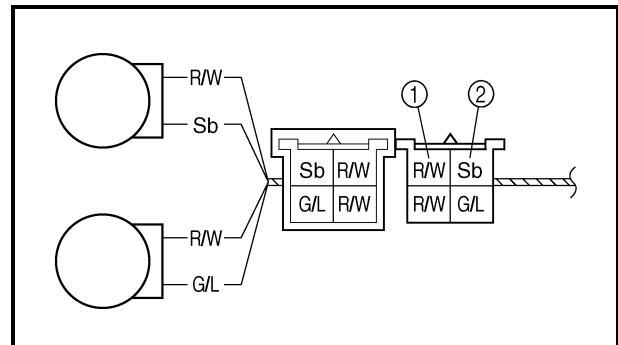 R/W
Sb
① ②
Sb R/W R/W Sb
G/L R/W R/W G/L
R/W
G/L